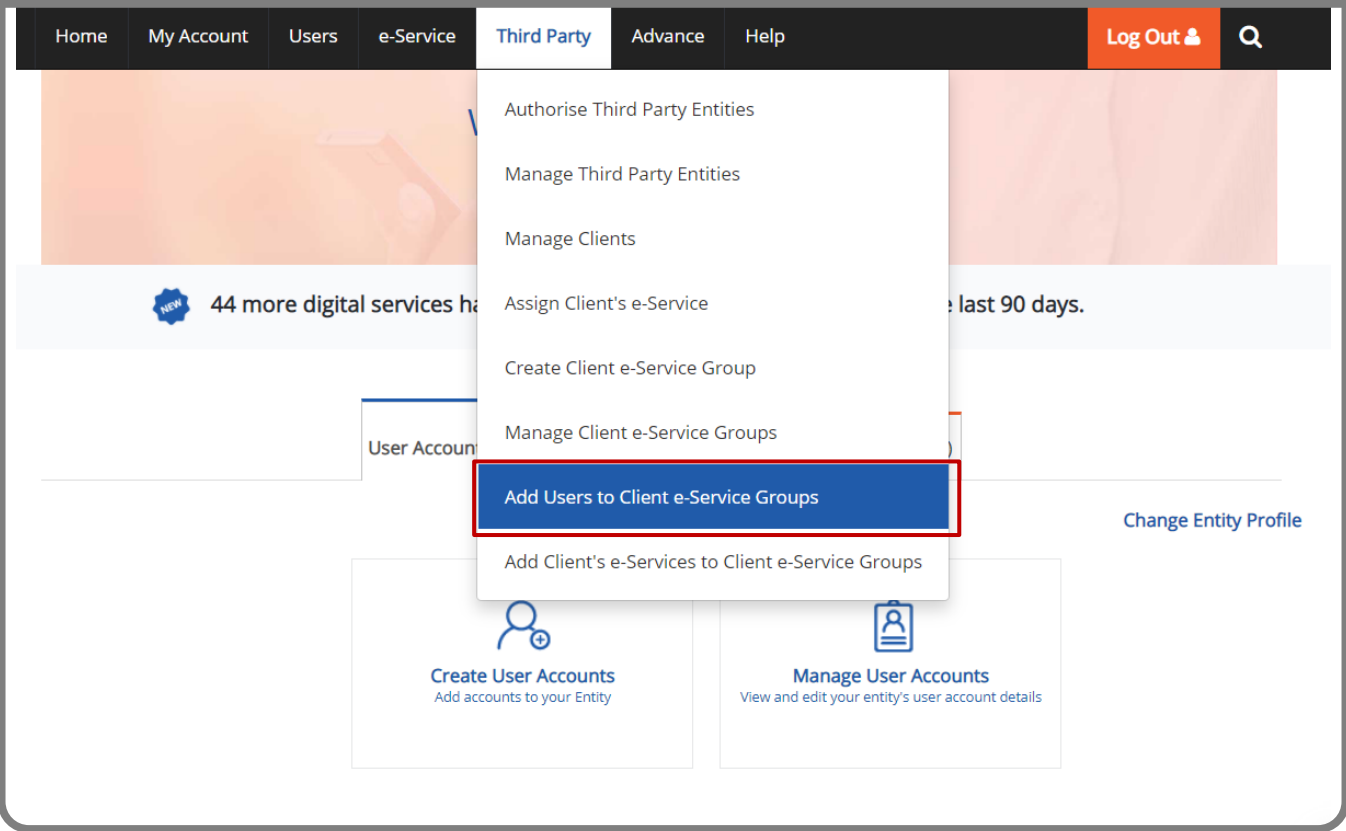 Home My Account Users e-Service Third Party Advance Help Log Out
Authorise Third Party Entities
Manage Third Party Entities
Manage Clients
NEW 44 more digital services ha last 90 days.
Assign Client's e-Service
Create Client e-Service Group
Manage Client e-Service Groups
User Accoun )
Add Users to Client e-Service Groups
Change Entity Profile
Add Client's e-Services to Client e-Service Groups
Create User Accounts
Add accounts to your Entity
Manage User Accounts
View and edit your entity's user account details